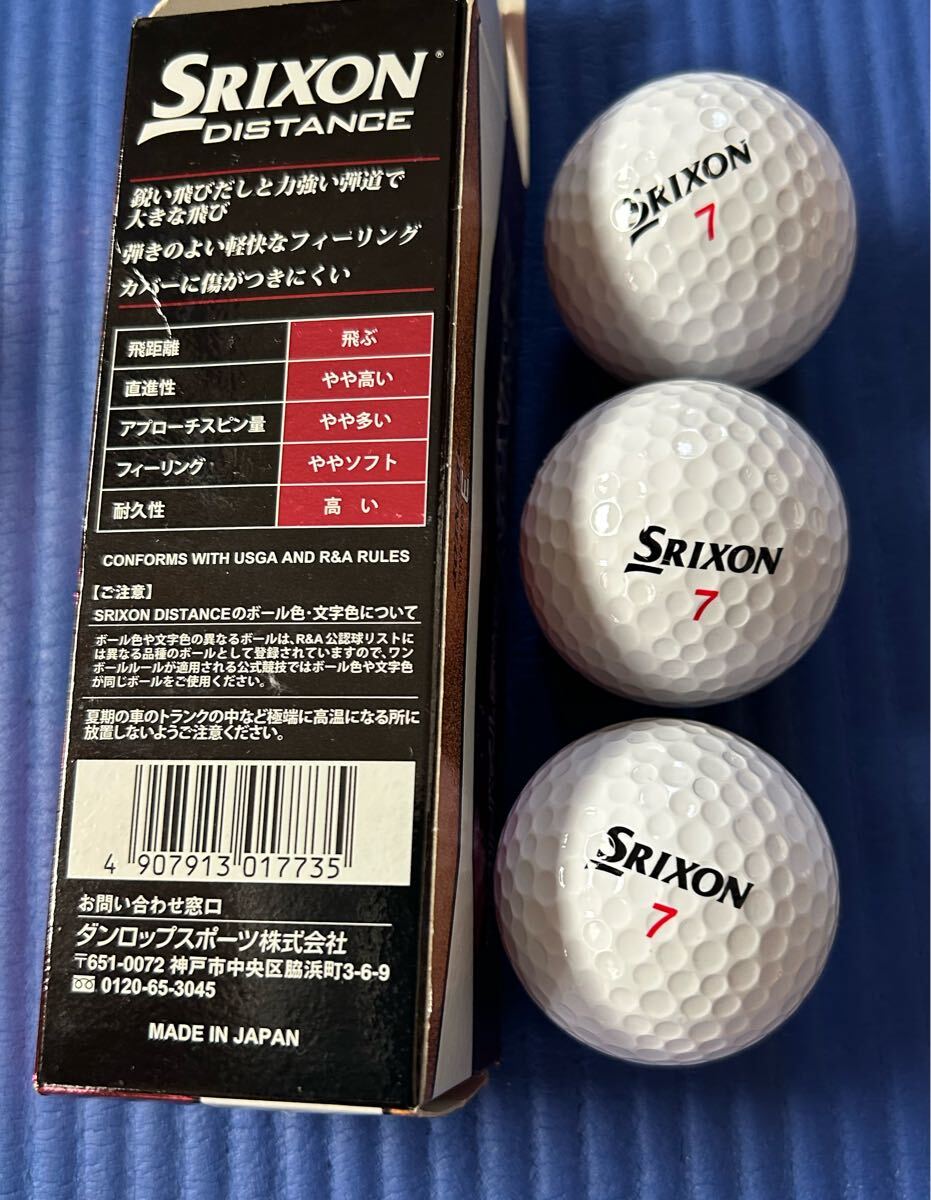 SRIXON®
DISTANCE
鋭い飛びだしと力強い弾道で
大きな飛び
弾きのよい軽快なフィーリング
カバーに傷がつきにくい
飛距離 飛ぶ
直進性 やや高い
アプローチスピン量 やや多い
フィーリング ややソフト
耐久性 高い
CONFORMS WITH USGA AND R&A RULES
【ご注意】
SRIXON DISTANCEのボール色・文字色について
ボール色や文字色の異なるボールは、R&A公認球リストに
は異なる品種のボールとして登録されていますので、ワン
ボールルールが適用される公式競技ではボール色や文字色
が同じボールをご使用ください。
夏期の車のトランクの中など極端に高温になる所に
放置しないようご注意ください。
4 907913 017735
お問い合わせ窓口
ダンロップスポーツ株式会社
〒651-0072 神戸市中央区脇浜町3-6-9
0120-65-3045
MADE IN JAPAN
SRIXON
7
SRIXON
7
SRIXON
7